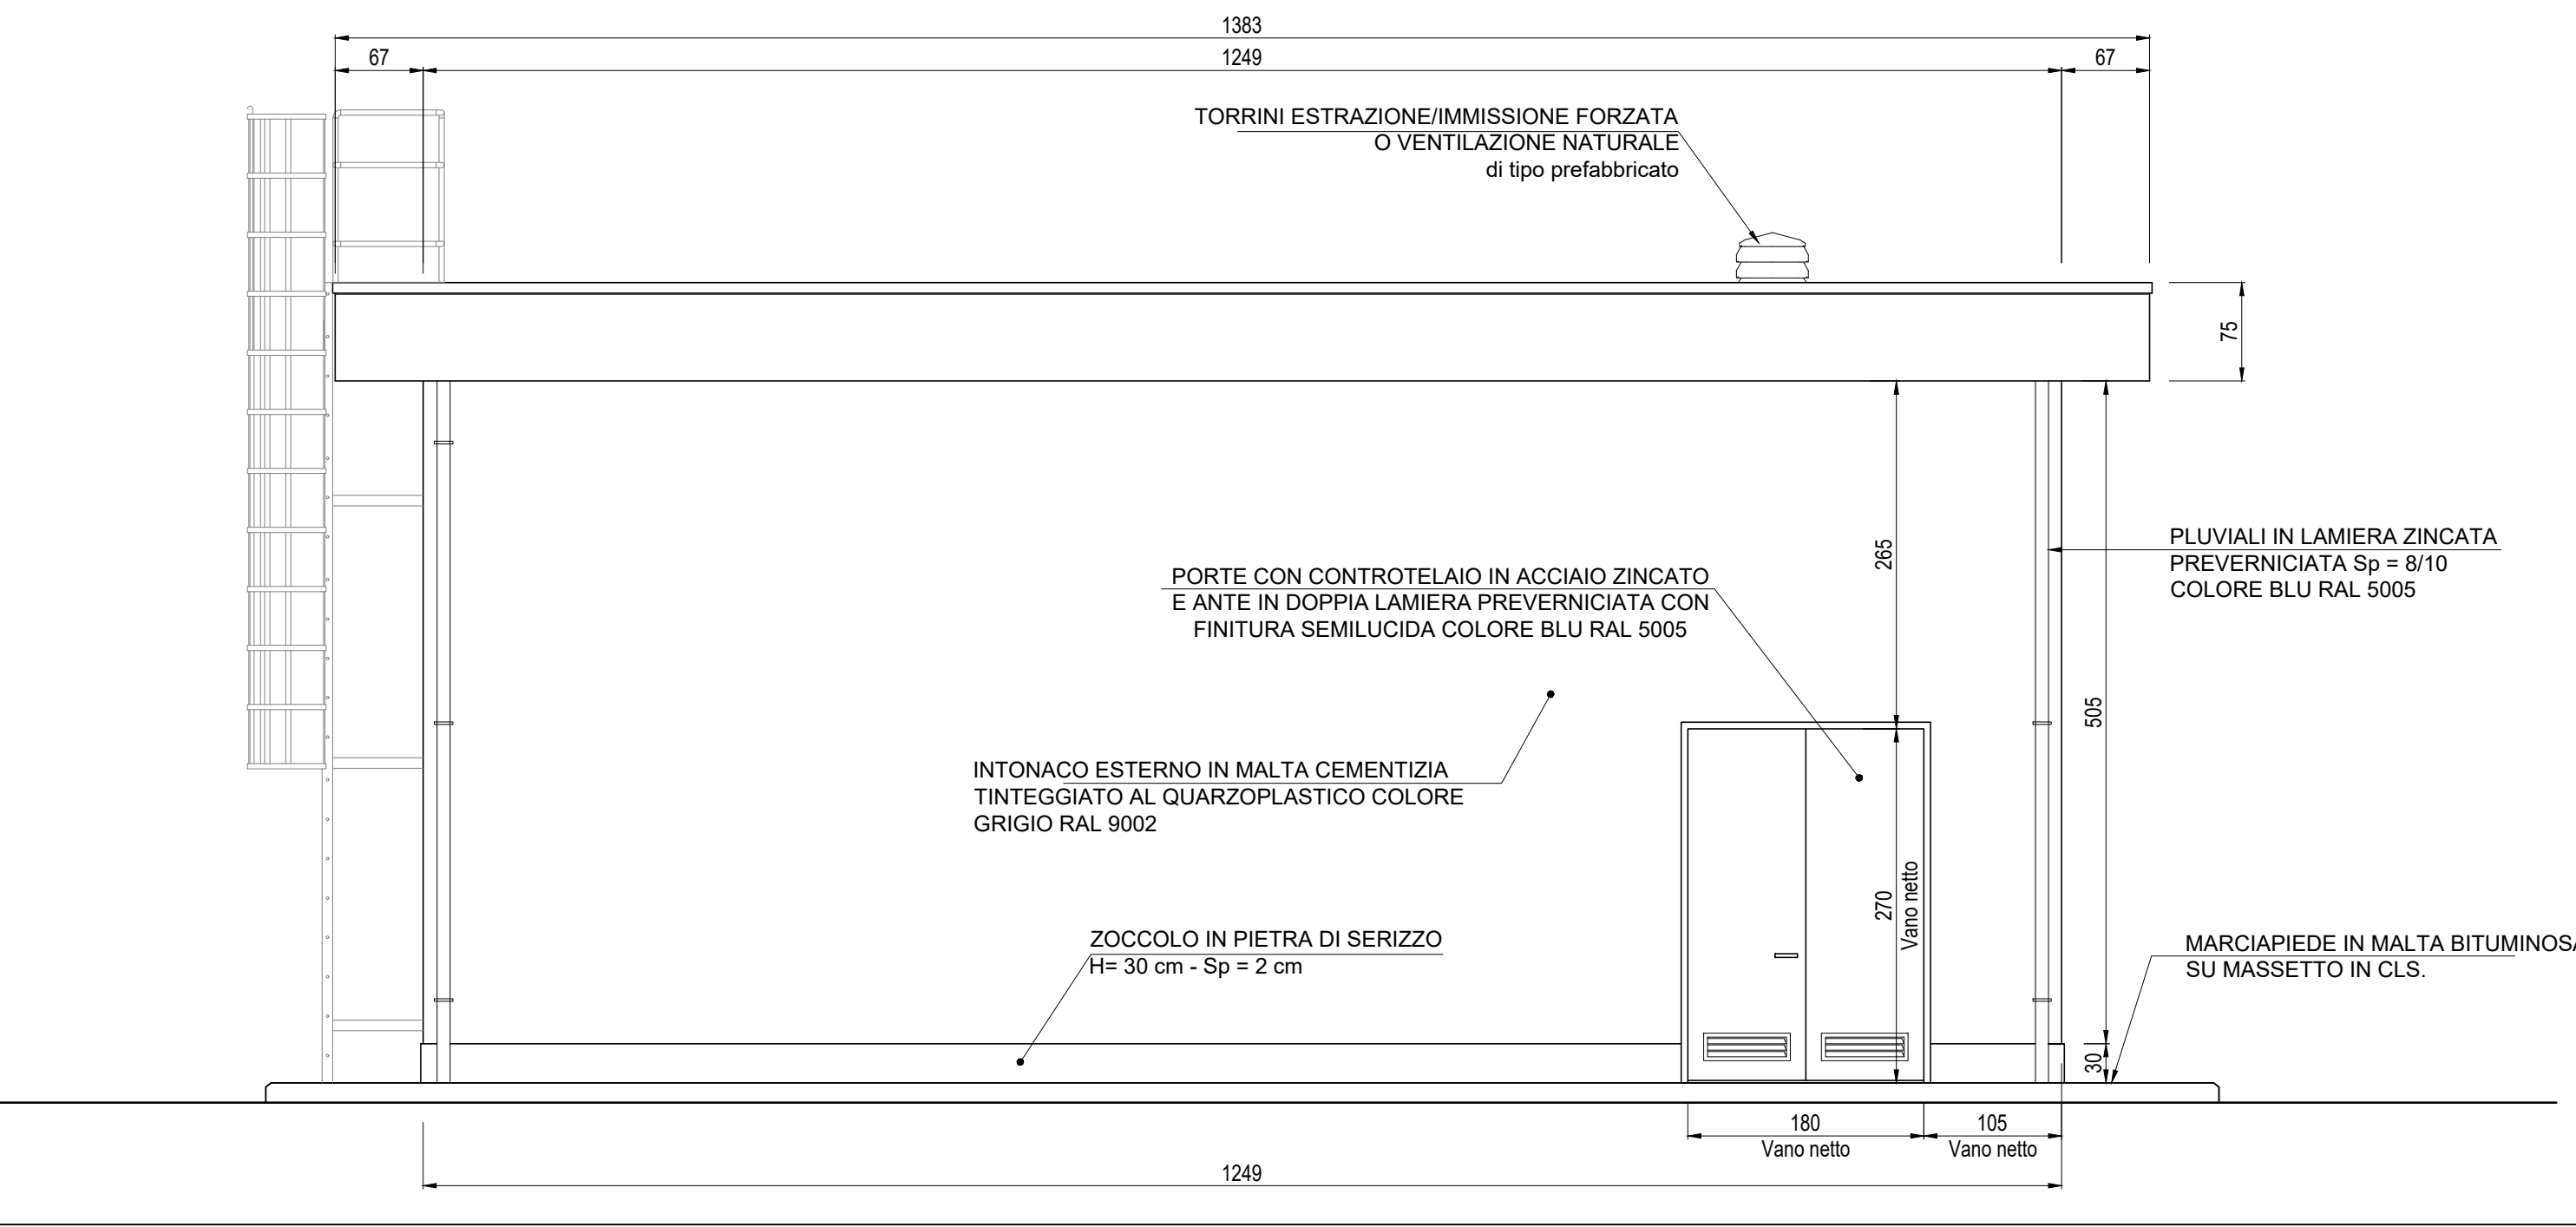 1383
67
1249
67
TORRINI ESTRAZIONE/IMMISSIONE FORZATA
O VENTILAZIONE NATURALE
di tipo prefabbricato
75
265
505
PLUVIALI IN LAMIERA ZINCATA
PREVERNICIATA Sp = 8/10
COLORE BLU RAL 5005
PORTE CON CONTROTELAIO IN ACCIAIO ZINCATO
E ANTE IN DOPPIA LAMIERA PREVERNICIATA CON
FINITURA SEMILUCIDA COLORE BLU RAL 5005
INTONACO ESTERNO IN MALTA CEMENTIZIA
TINTEGGIATO AL QUARZOPLASTICO COLORE
GRIGIO RAL 9002
270
Vano netto
ZOCCOLO IN PIETRA DI SERIZZO
H= 30 cm - Sp = 2 cm
MARCIAPIEDE IN MALTA BITUMINOSA
SU MASSETTO IN CLS.
30
180
Vano netto
105
Vano netto
1249